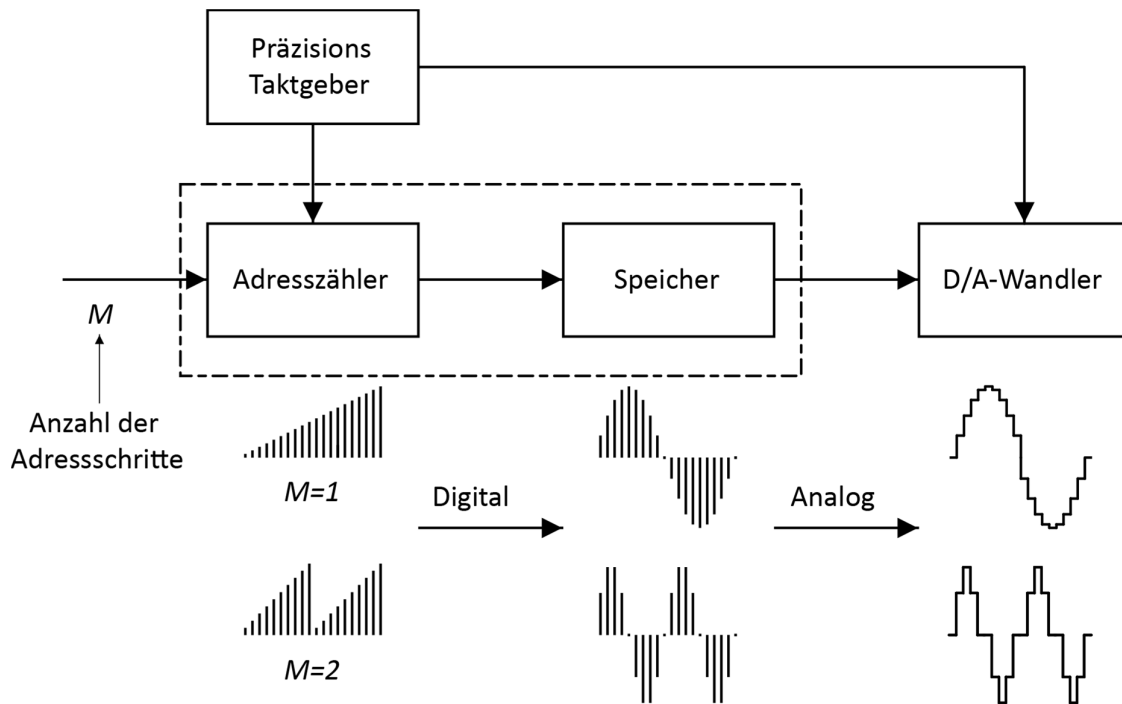 Präzisions
Taktgeber
Adresszähler
Speicher
D/A-Wandler
M
Anzahl der
Adressschritte
M=1
Digital
Analog
M=2